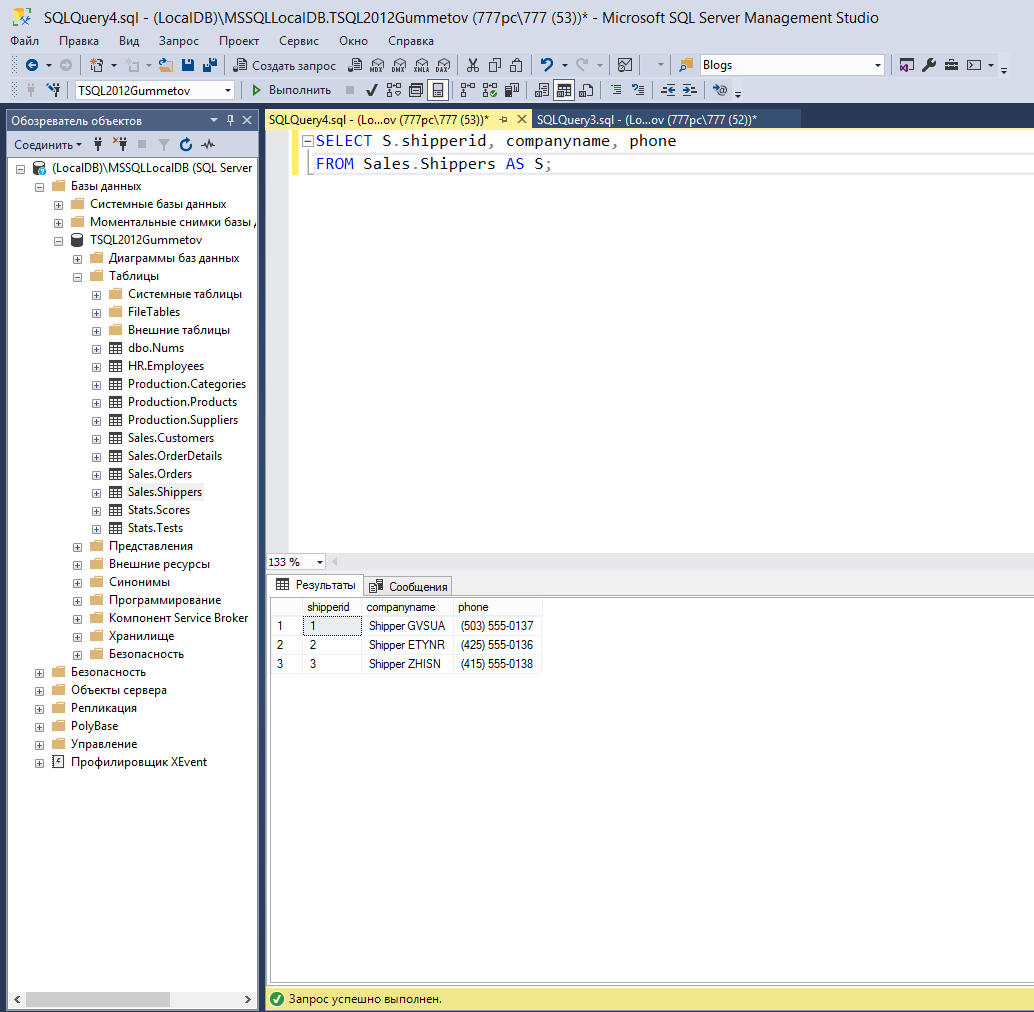 SQLQuery4.sql - (LocalDB)\MSSQLLocalDB.TSQL2012Gummetov (777pc\777 (53))* - Microsoft SQL Server Management Studio
Файл Правка Вид Запрос Проект Сервис Окно Справка
Создать запрос MDX DMX XMLA DAX Blogs
TSQL2012Gummetov Выполнить
Обозреватель объектов
Соединить
(LocalDB)\MSSQLLocalDB (SQL Server
Базы данных
Системные базы данных
Моментальные снимки базы
TSQL2012Gummetov
Диаграммы баз данных
Таблицы
Системные таблицы
FileTables
Внешние таблицы
dbo.Nums
HR.Employees
Production.Categories
Production.Products
Production.Suppliers
Sales.Customers
Sales.OrderDetails
Sales.Orders
Sales.Shippers
Stats.Scores
Stats.Tests
Представления
Внешние ресурсы
Синонимы
Программирование
Компонент Service Broker
Хранилище
Безопасность
Безопасность
Объекты сервера
Репликация
PolyBase
Управление
Профилировщик XEvent
SQLQuery4.sql - (Lo...ov (777pc\777 (53))* SQLQuery3.sql - (Lo...ov (777pc\777 (52))*
SELECT S.shipperid, companyname, phone
FROM Sales.Shippers AS S;
133 %
Результаты Сообщения
shipperid companyname phone
1 1 Shipper GVSUA (503) 555-0137
2 2 Shipper ETYNR (425) 555-0136
3 3 Shipper ZHISN (415) 555-0138
Запрос успешно выполнен.